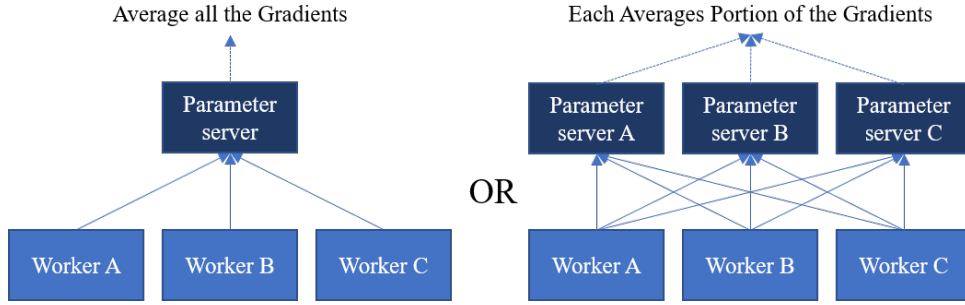 Average all the Gradients
Parameter
server
Worker A
Worker B
Worker C
OR
Each Averages Portion of the Gradients
Parameter
server A
Parameter
server B
Parameter
server C
Worker A
Worker B
Worker C